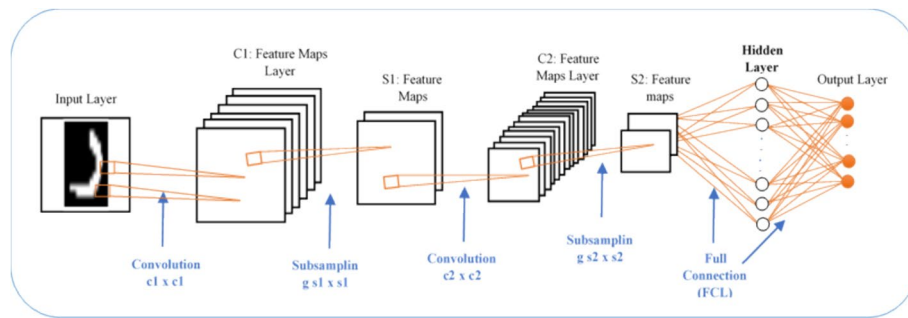 Input Layer
C1: Feature Maps
Layer
S1: Feature
Maps
C2: Feature
Maps Layer
S2: Feature
maps
Hidden
Layer
Output Layer
Convolution
c1 x c1
Subsamplin
g s1 x s1
Convolution
c2 x c2
Subsamplin
g s2 x s2
Full
Connection
(FCL)